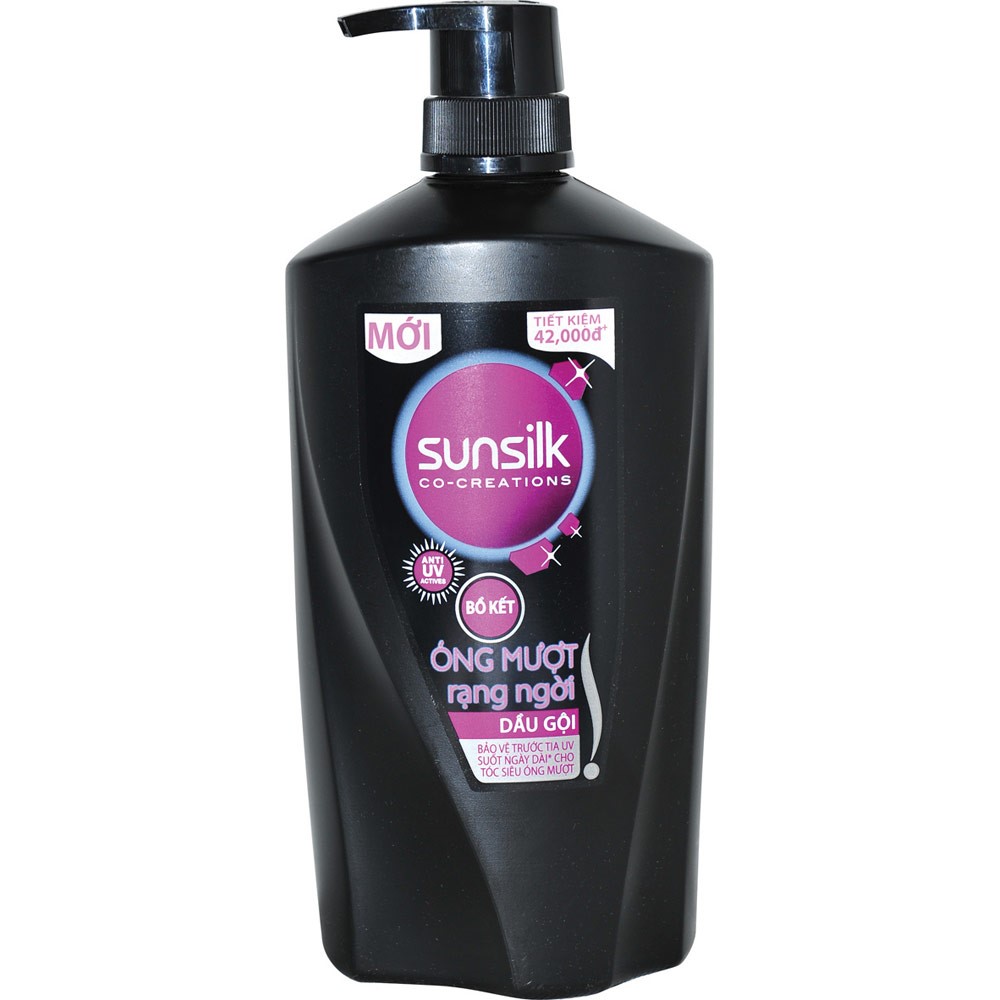 MỚI
TIẾT KIỆM
42,000đ+
sunsilk
CO-CREATIONS
ANTI
UV
ACTIVES
BỒ KẾT
ÓNG MƯỢT
rạng ngời
DẦU GỘI
BẢO VỆ TRƯỚC TIA UV
SUỐT NGÀY DÀI* CHO
TÓC SIÊU ÓNG MƯỢT